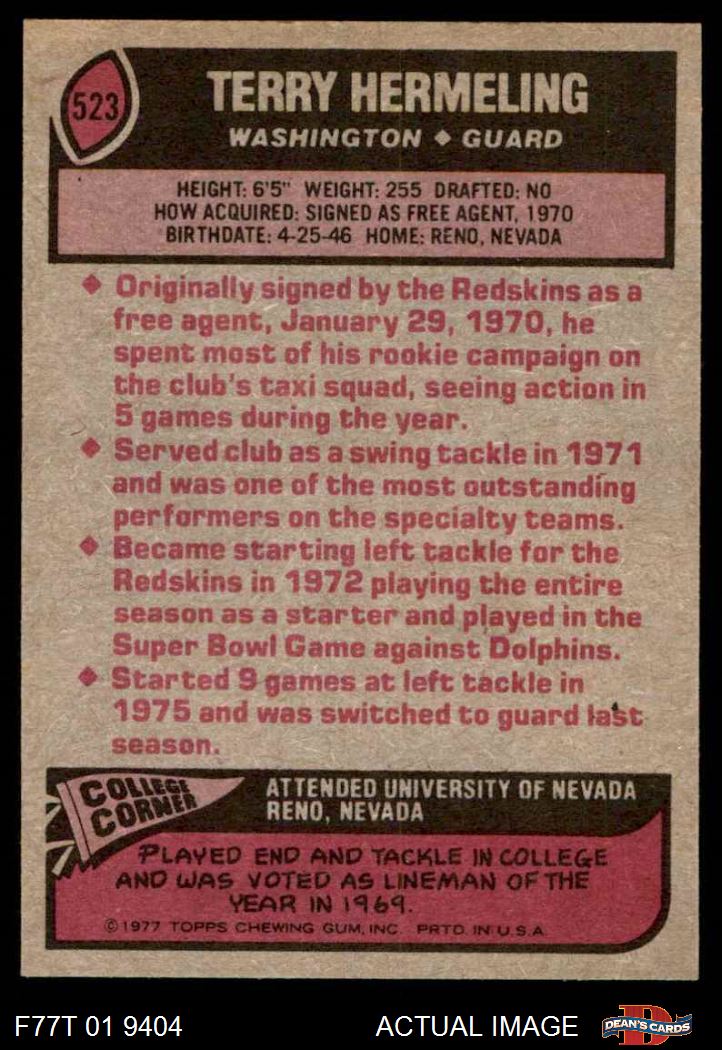 523
TERRY HERMELING
WASHINGTON ◆ GUARD
HEIGHT: 6'5" WEIGHT: 255 DRAFTED: NO
HOW ACQUIRED: SIGNED AS FREE AGENT, 1970
BIRTHDATE: 4-25-46 HOME: RENO, NEVADA
◆ Originally signed by the Redskins as a
free agent, January 29, 1970, he
spent most of his rookie campaign on
the club's taxi squad, seeing action in
5 games during the year.
◆ Served club as a swing tackle in 1971
and was one of the most outstanding
performers on the specialty teams.
◆ Became starting left tackle for the
Redskins in 1972 playing the entire
season as a starter and played in the
Super Bowl Game against Dolphins.
◆ Started 9 games at left tackle in
1975 and was switched to guard last
season.
COLLEGE
CORNER
ATTENDED UNIVERSITY OF NEVADA
RENO, NEVADA
PLAYED END AND TACKLE IN COLLEGE
AND WAS VOTED AS LINEMAN OF THE
YEAR IN 1969.
©1977 TOPPS CHEWING GUM, INC. PRTD. IN U.S.A.
F77T 01 9404
ACTUAL IMAGE
D
DEAN'S CARDS